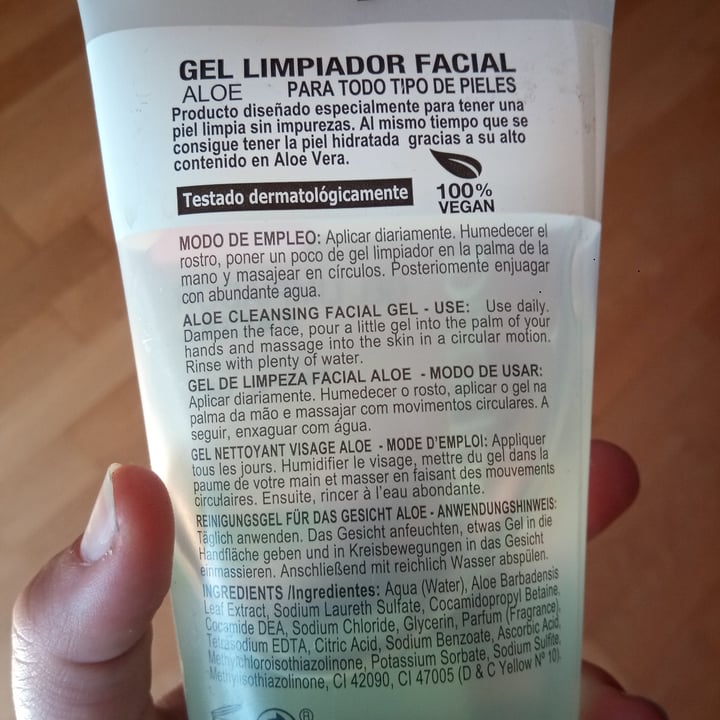 GEL LIMPIADOR FACIAL
ALOE PARA TODO TIPO DE PIELES
Producto diseñado especialmente para tener una
piel limpia sin impurezas. Al mismo tiempo que se
consigue tener la piel hidratada gracias a su alto
contenido en Aloe Vera.
Testado dermatológicamente
100%
VEGAN
MODO DE EMPLEO: Aplicar diariamente. Humedecer el
rostro, poner un poco de gel limpiador en la palma de la
mano y masajear en círculos. Posteriomente enjuagar
con abundante agua.
ALOE CLEANSING FACIAL GEL - USE: Use daily.
Dampen the face, pour a little gel into the palm of your
hands and massage into the skin in a circular motion.
Rinse with plenty of water.
GEL DE LIMPEZA FACIAL ALOE - MODO DE USAR:
Aplicar diariamente. Humedecer o rosto, aplicar o gel na
palma da mão e massajar com movimentos circulares. A
seguir, enxaguar com água.
GEL NETTOYANT VISAGE ALOE - MODE D'EMPLOI: Appliquer
tous les jours. Humidifier le visage, mettre du gel dans la
paume de votre main et masser en faisant des mouvements
circulaires. Ensuite, rincer à l'eau abondante.
REINIGUNGSGEL FÜR DAS GESICHT ALOE - ANWENDUNGSHINWEIS:
Täglich anwenden. Das Gesicht anfeuchten, etwas Gel in die
Handfläche geben und in Kreisbewegungen in das Gesicht
einmassieren. Anschließend mit reichlich Wasser abspülen.
INGREDIENTS /Ingredientes: Aqua (Water), Aloe Barbadensis
Leaf Extract, Sodium Laureth Sulfate, Cocamidopropyl Betaine,
Cocamide DEA, Sodium Chloride, Glycerin, Parfum (Fragrance),
Tetrasodium EDTA, Citric Acid, Sodium Benzoate, Ascorbic Acid,
Methylchloroisothiazolinone, Potassium Sorbate, Sodium Sulfite,
Methylisothiazolinone, CI 42090, CI 47005 (D & C Yellow Nº 10).
®